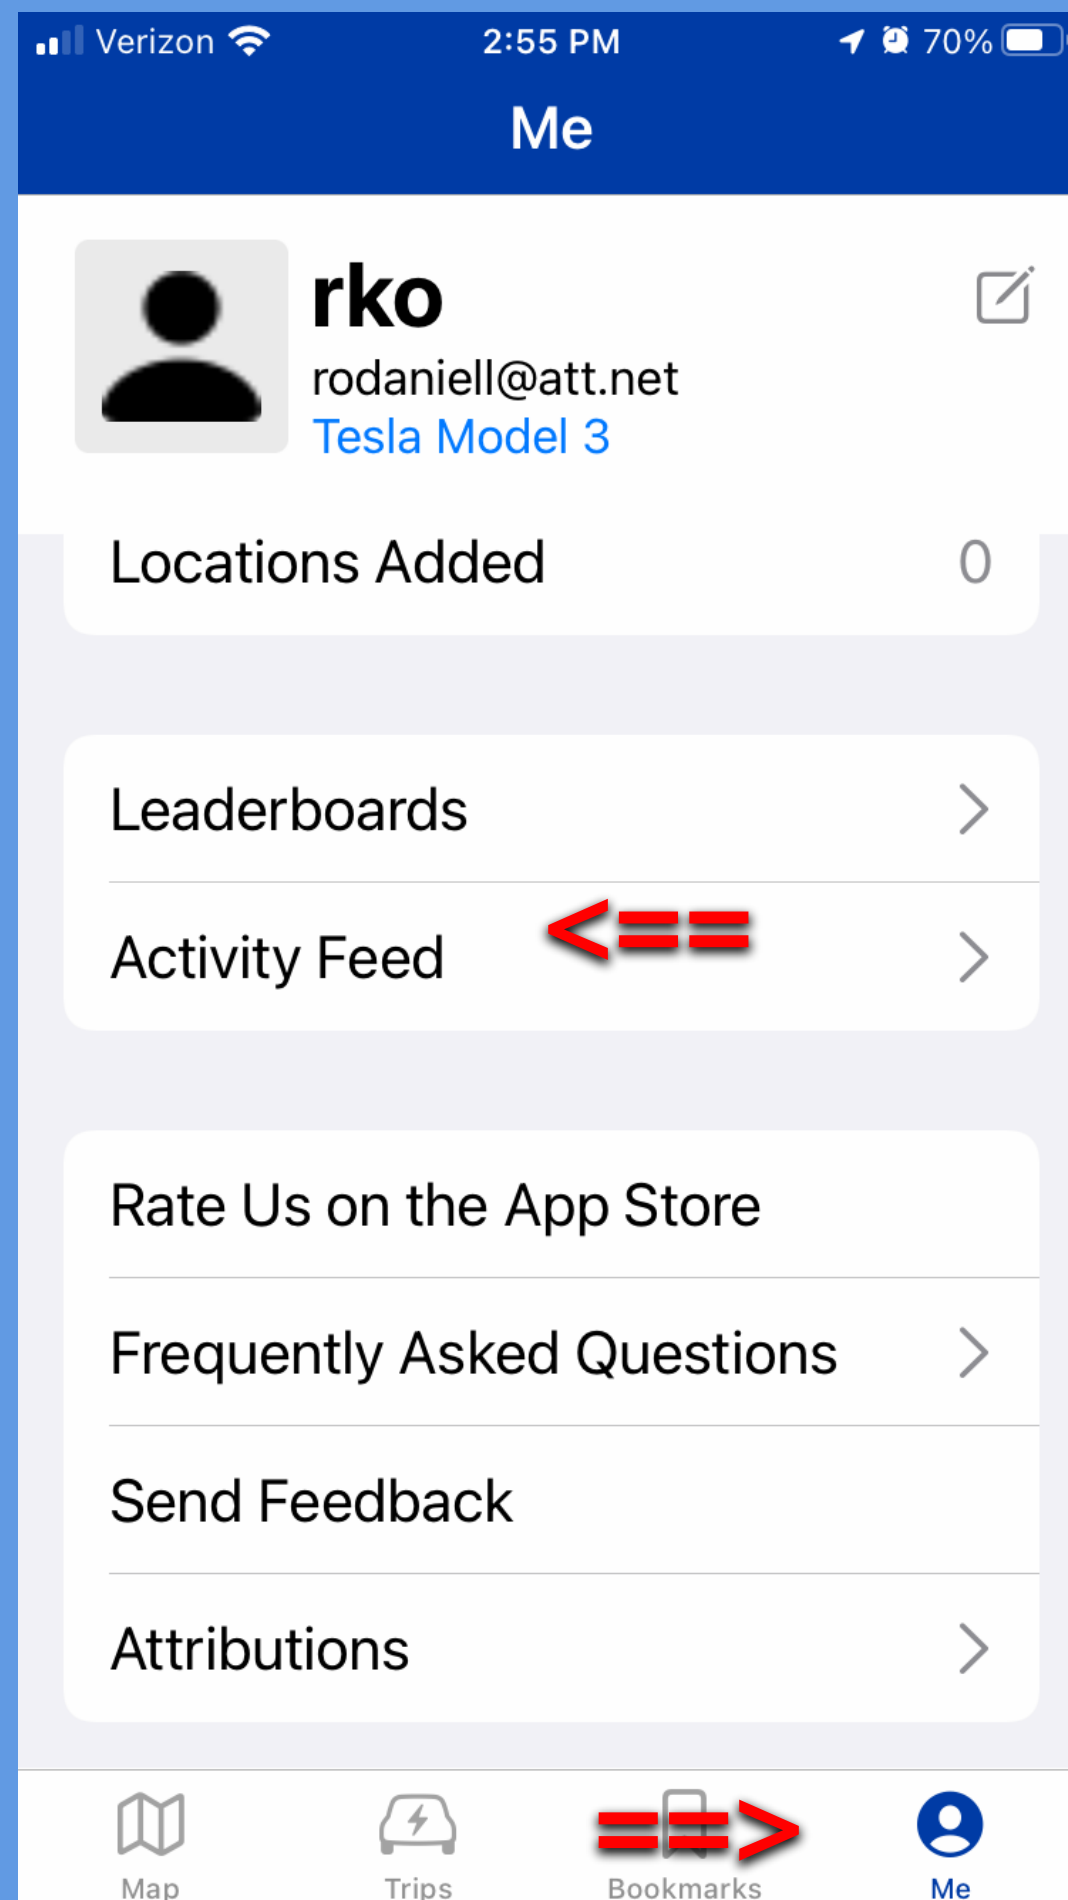 Verizon 2:55 PM 70%
Me
rko
rodaniell@att.net
Tesla Model 3
Locations Added 0
Leaderboards
<==
Activity Feed
Rate Us on the App Store
Frequently Asked Questions
Send Feedback
Attributions
==>
Map Trips Bookmarks Me